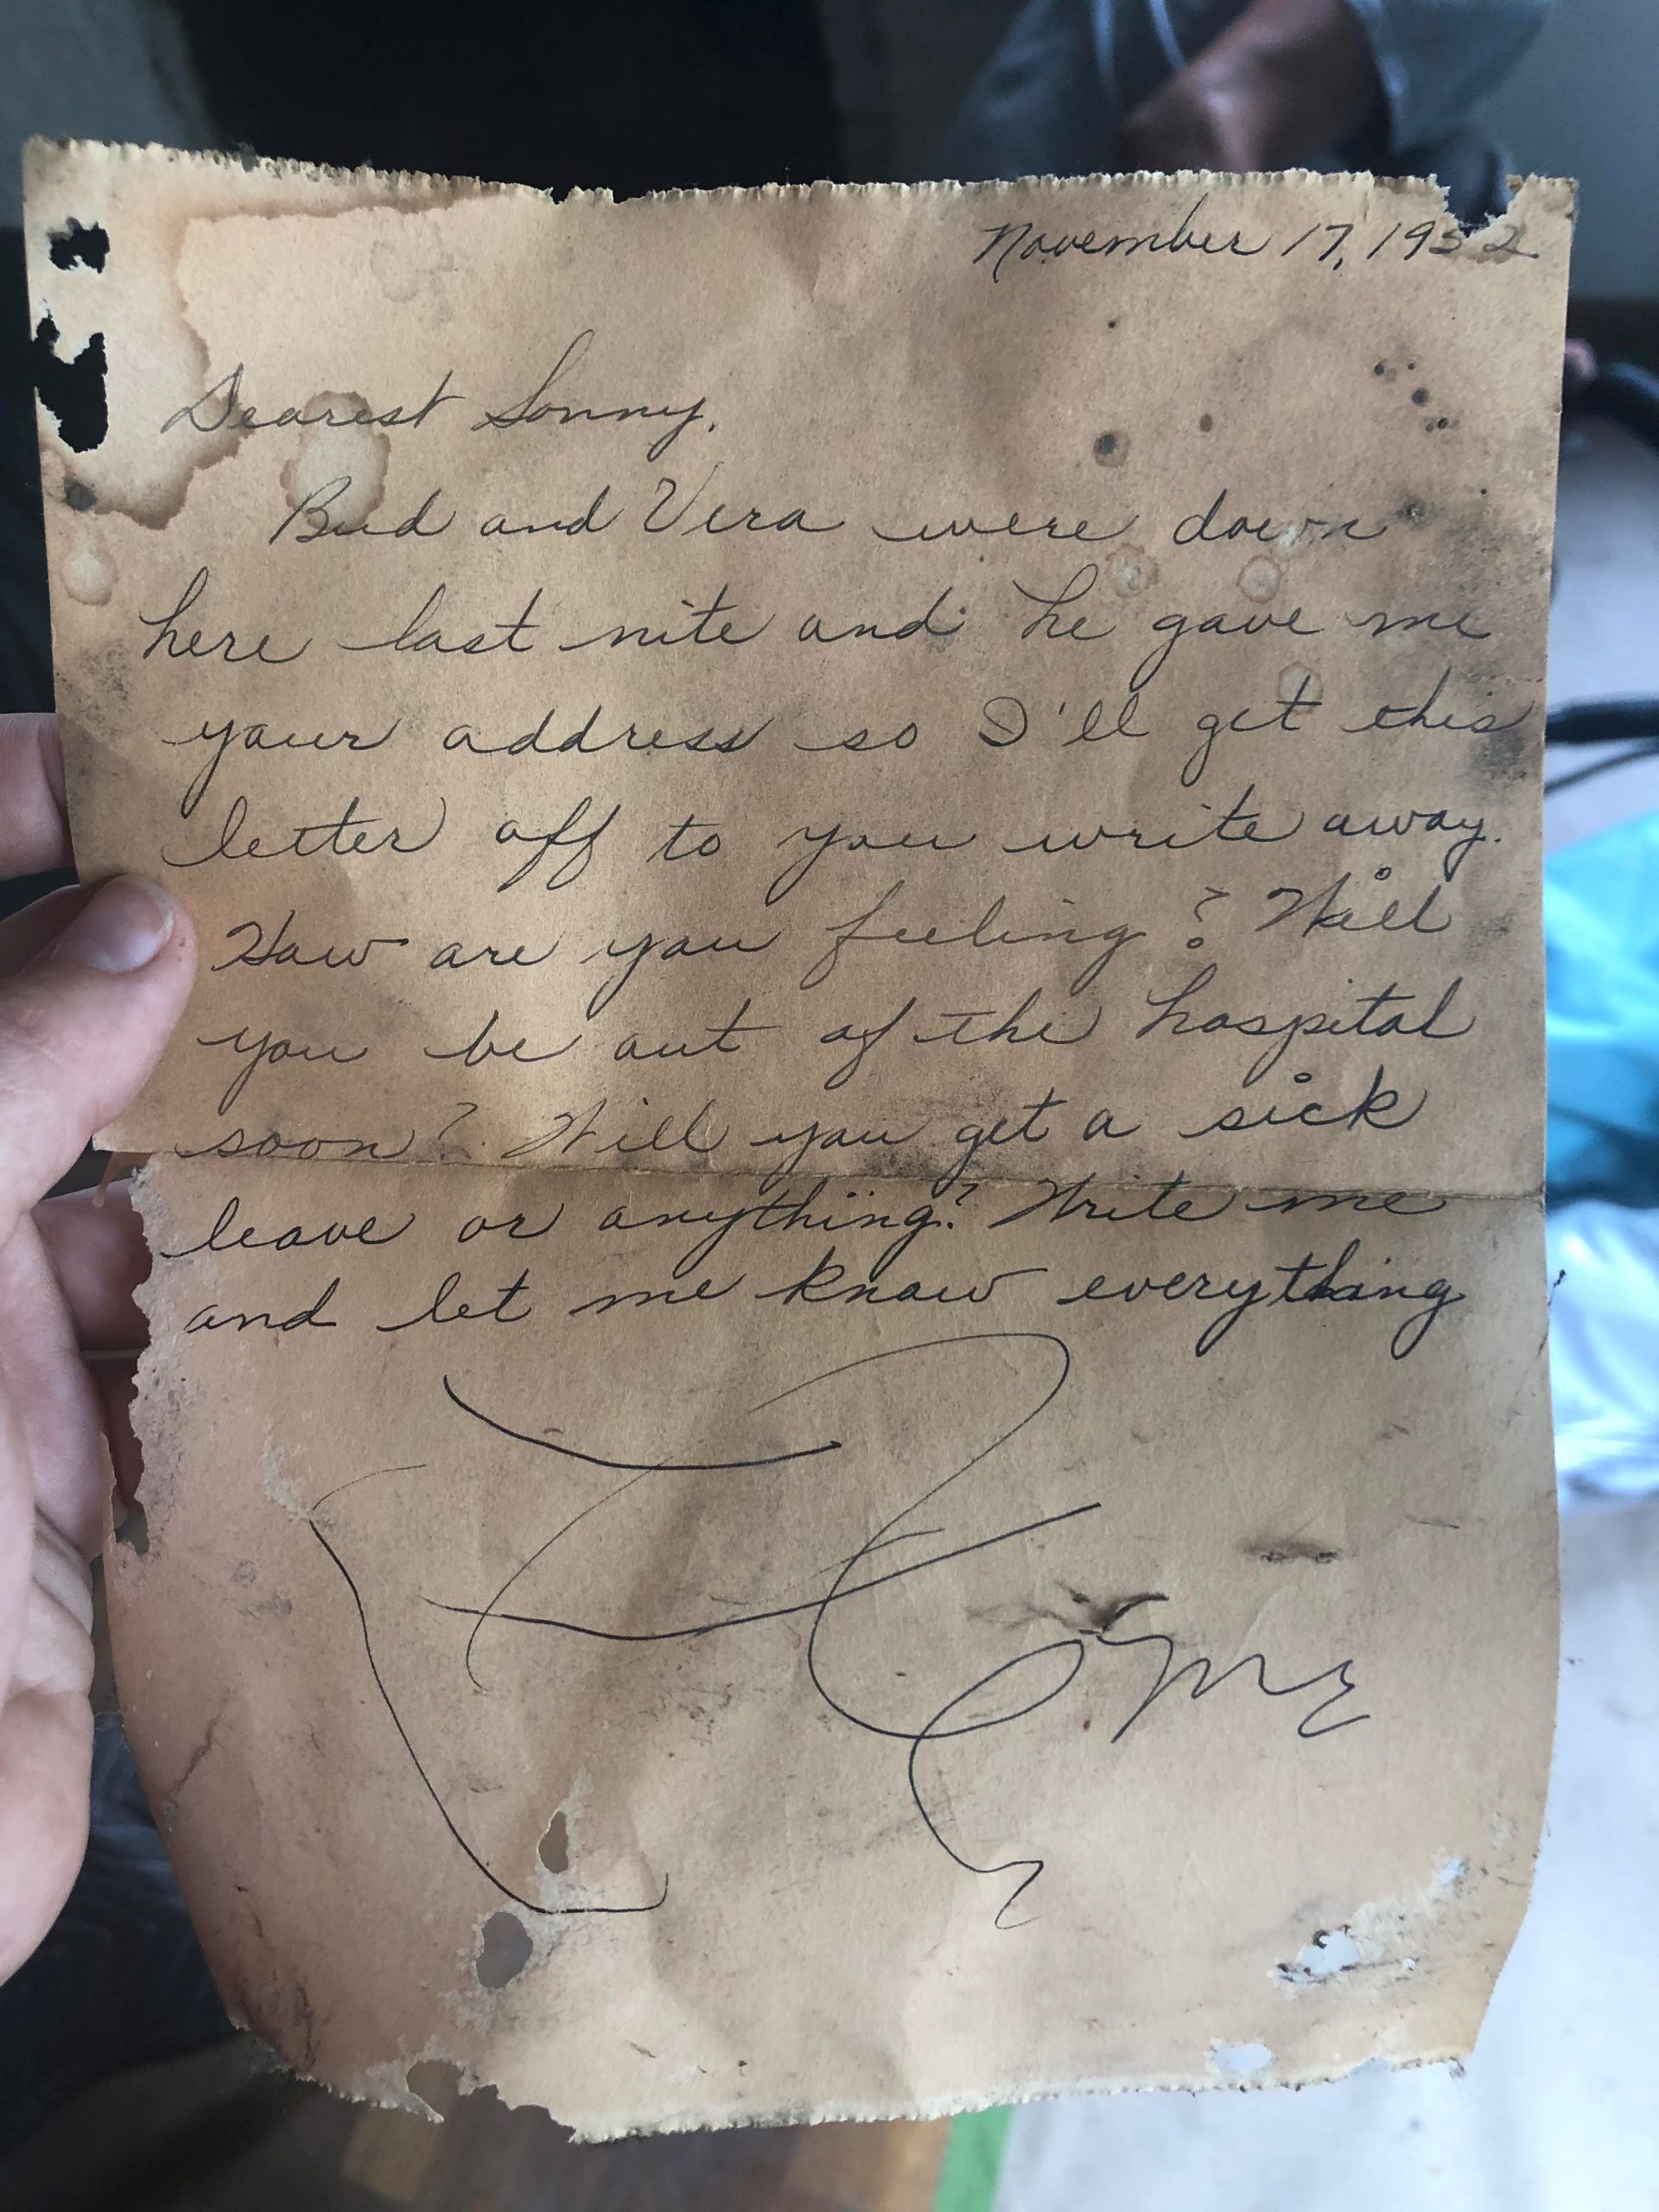 November 17, 1952
Dearest Sonny,
Bud and Vera were down
here last nite and he gave me
your address so I'll get this
letter off to you write away.
How are you feeling? Will
you be out of the hospital
soon? Will you get a sick
leave or anything? Write me
and let me know everything